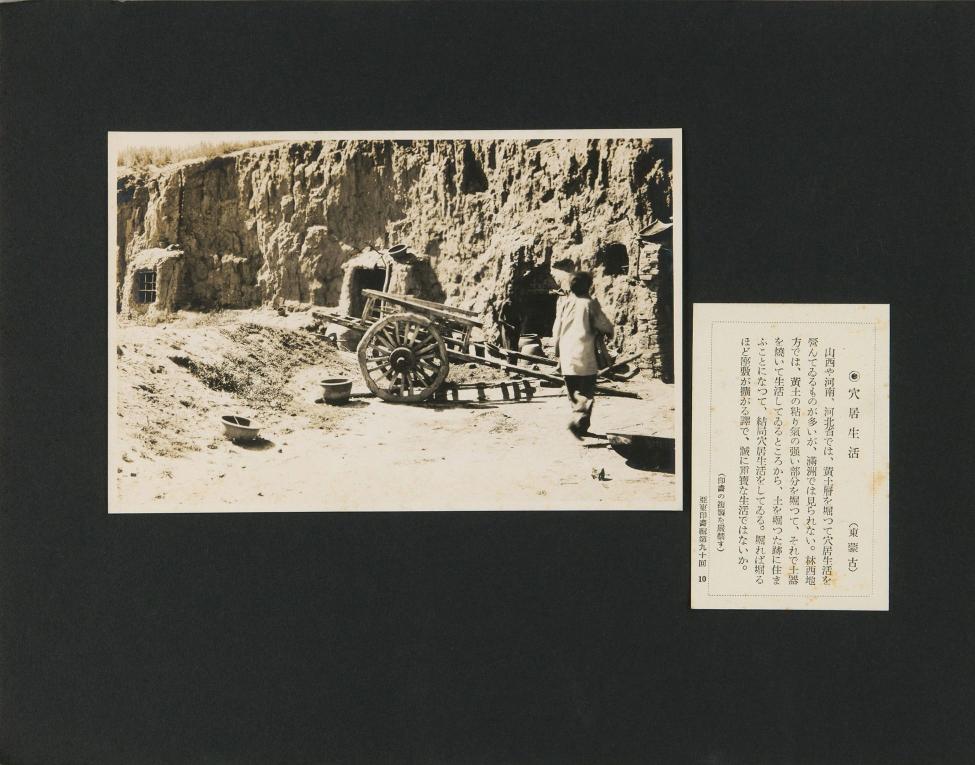 ◉穴居生活 （東蒙古）
山西や河南、河北省では、黄土層を掘つて穴居生活を
營んでゐるものが多いが、滿洲では見られない。林西地
方では、黄土の粘り氣の强い部分を掘つて、それで土器
を燒いて生活してゐるところから、土を掘つた跡に住ま
ふことになつて、結局穴居生活をしてゐる。掘れば掘る
ほど座敷が擴がる譯で、誠に重寶な生活ではないか。
（印畫の複製を嚴禁す）
亞東印畫輯第九十回 10